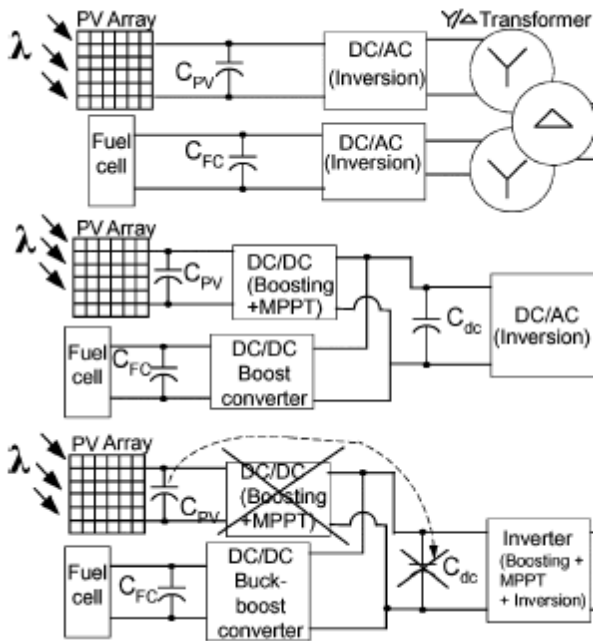 PV Array
Y/Δ Transformer
λ
C_PV
DC/AC
(Inversion)
Y
Δ
Fuel
cell
C_FC
DC/AC
(Inversion)
Y
PV Array
λ
C_PV
DC/DC
(Boosting
+MPPT)
C_dc
DC/AC
(Inversion)
Fuel
cell
C_FC
DC/DC
Boost
converter
PV Array
λ
C_PV
DC/DC
(Boosting
+MPPT)
C_dc
Inverter
(Boosting +
MPPT
+ Inversion)
Fuel
cell
C_FC
DC/DC
Buck-
boost
converter